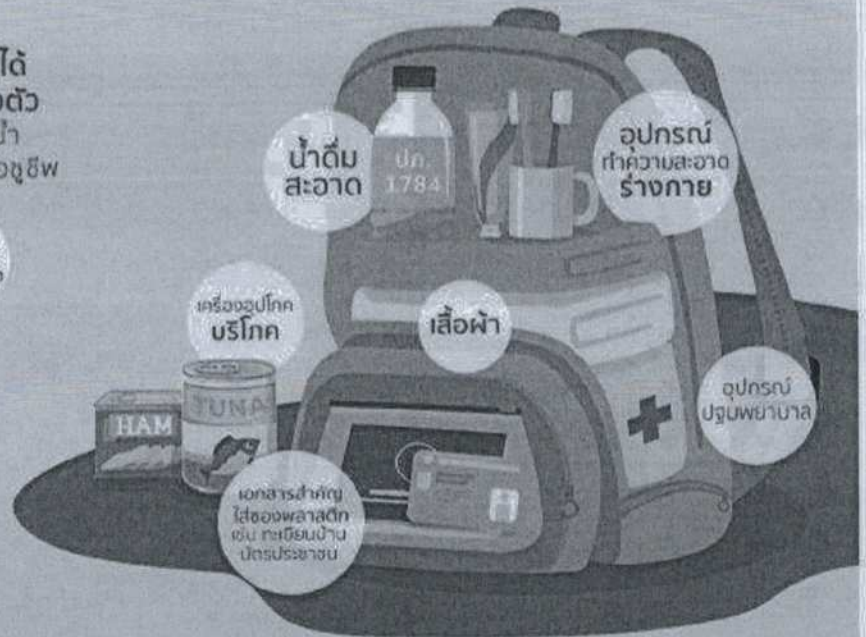 ได้
ตัว
น้ำ
ชูชีพ
น้ำดื่ม
สะอาด
ปภ.
1784
อุปกรณ์
ทำความสะอาด
ร่างกาย
เครื่องอุปโภค
บริโภค
เสื้อผ้า
อุปกรณ์
ปฐมพยาบาล
HAM
TUNA
เอกสารสำคัญ
ใส่ซองพลาสติก
เช่น ทะเบียนบ้าน
บัตรประชาชน